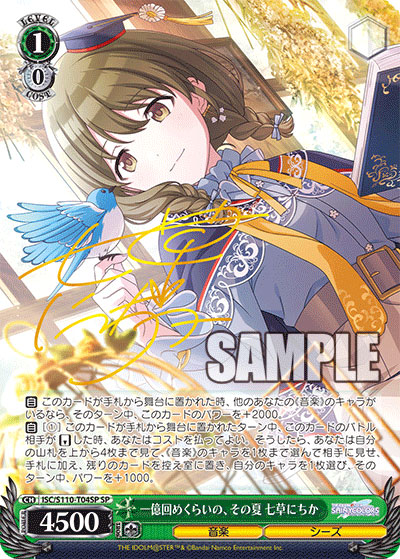 LEVEL
1
0
COST
SAMPLE
自 このカードが手札から舞台に置かれた時、他のあなたの《音楽》のキャラが
いるなら、そのターン中、このカードのパワーを+2000。
自【①】このカードが手札から舞台に置かれたターン中、このカードのバトル
相手が した時、あなたはコストを払ってよい。そうしたら、あなたは自分
の山札を上から4枚まで見て、《音楽》のキャラを1枚まで選んで相手に見せ、
手札に加え、残りのカードを控え室に置き、自分のキャラを1枚選び、そのタ
ーン中、パワーを+1000。
CH ISC/S110-T04SP SP
一億回めくらいの、その夏 七草にちか
SHINYCOLORS
POWER
4500
音楽
シーズ
THE IDOLM@STER™ & ©Bandai Namco Entertainment Inc.